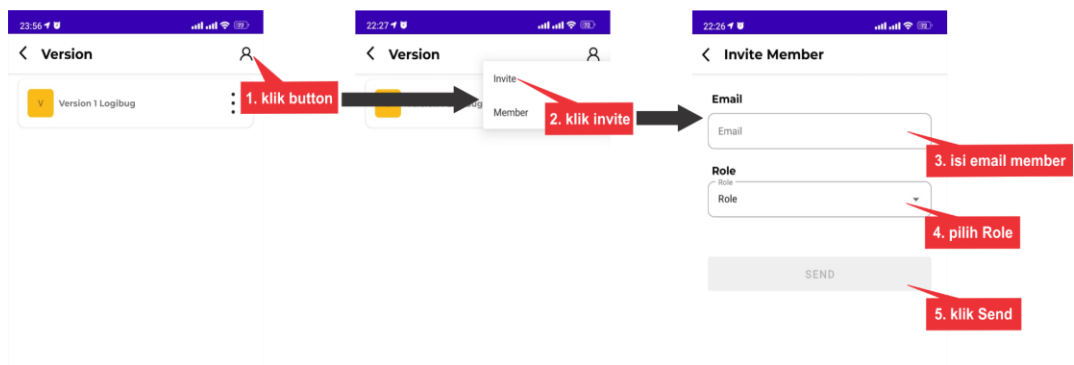 23:56
22
Version
V
Version 1 Logibug
1. klik button
22:27
Version
Invite
Member
2. klik invite
22:26
Invite Member
Email
Email
3. isi email member
Role
Role
Role
4. pilih Role
SEND
5. klik Send